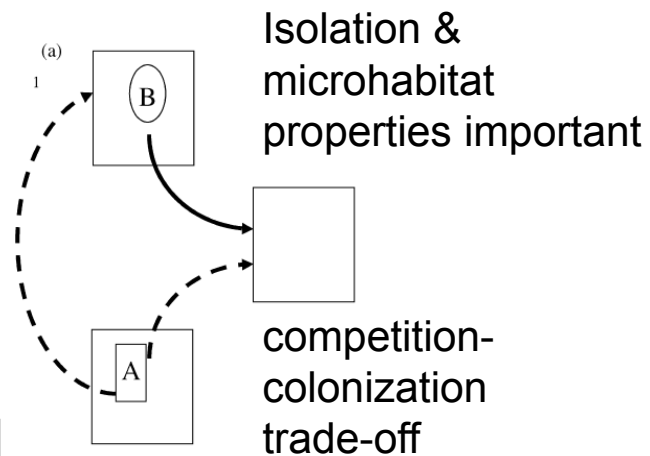 (a)
1
B
Isolation &
microhabitat
properties important
A
competition-
colonization
trade-off